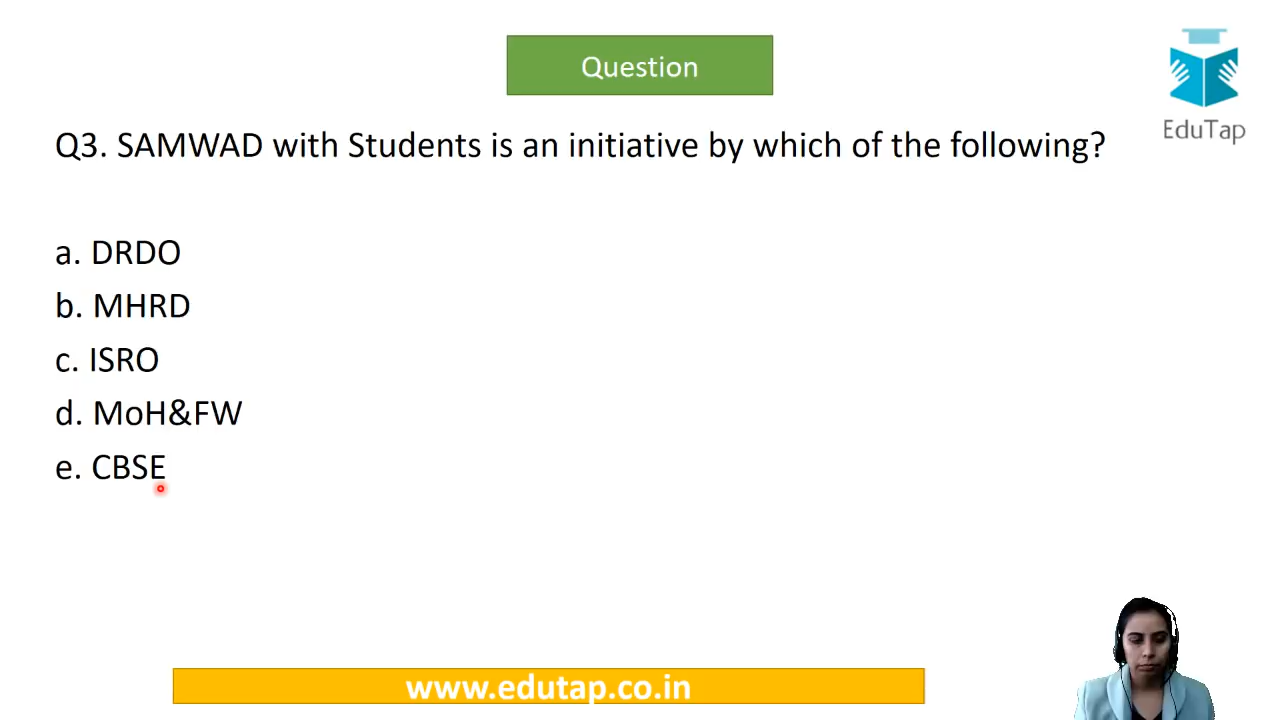 Question
EduTap
Q3. SAMWAD with Students is an initiative by which of the following?
a. DRDO
b. MHRD
c. ISRO
d. MoH&FW
e. CBSE
www.edutap.co.in